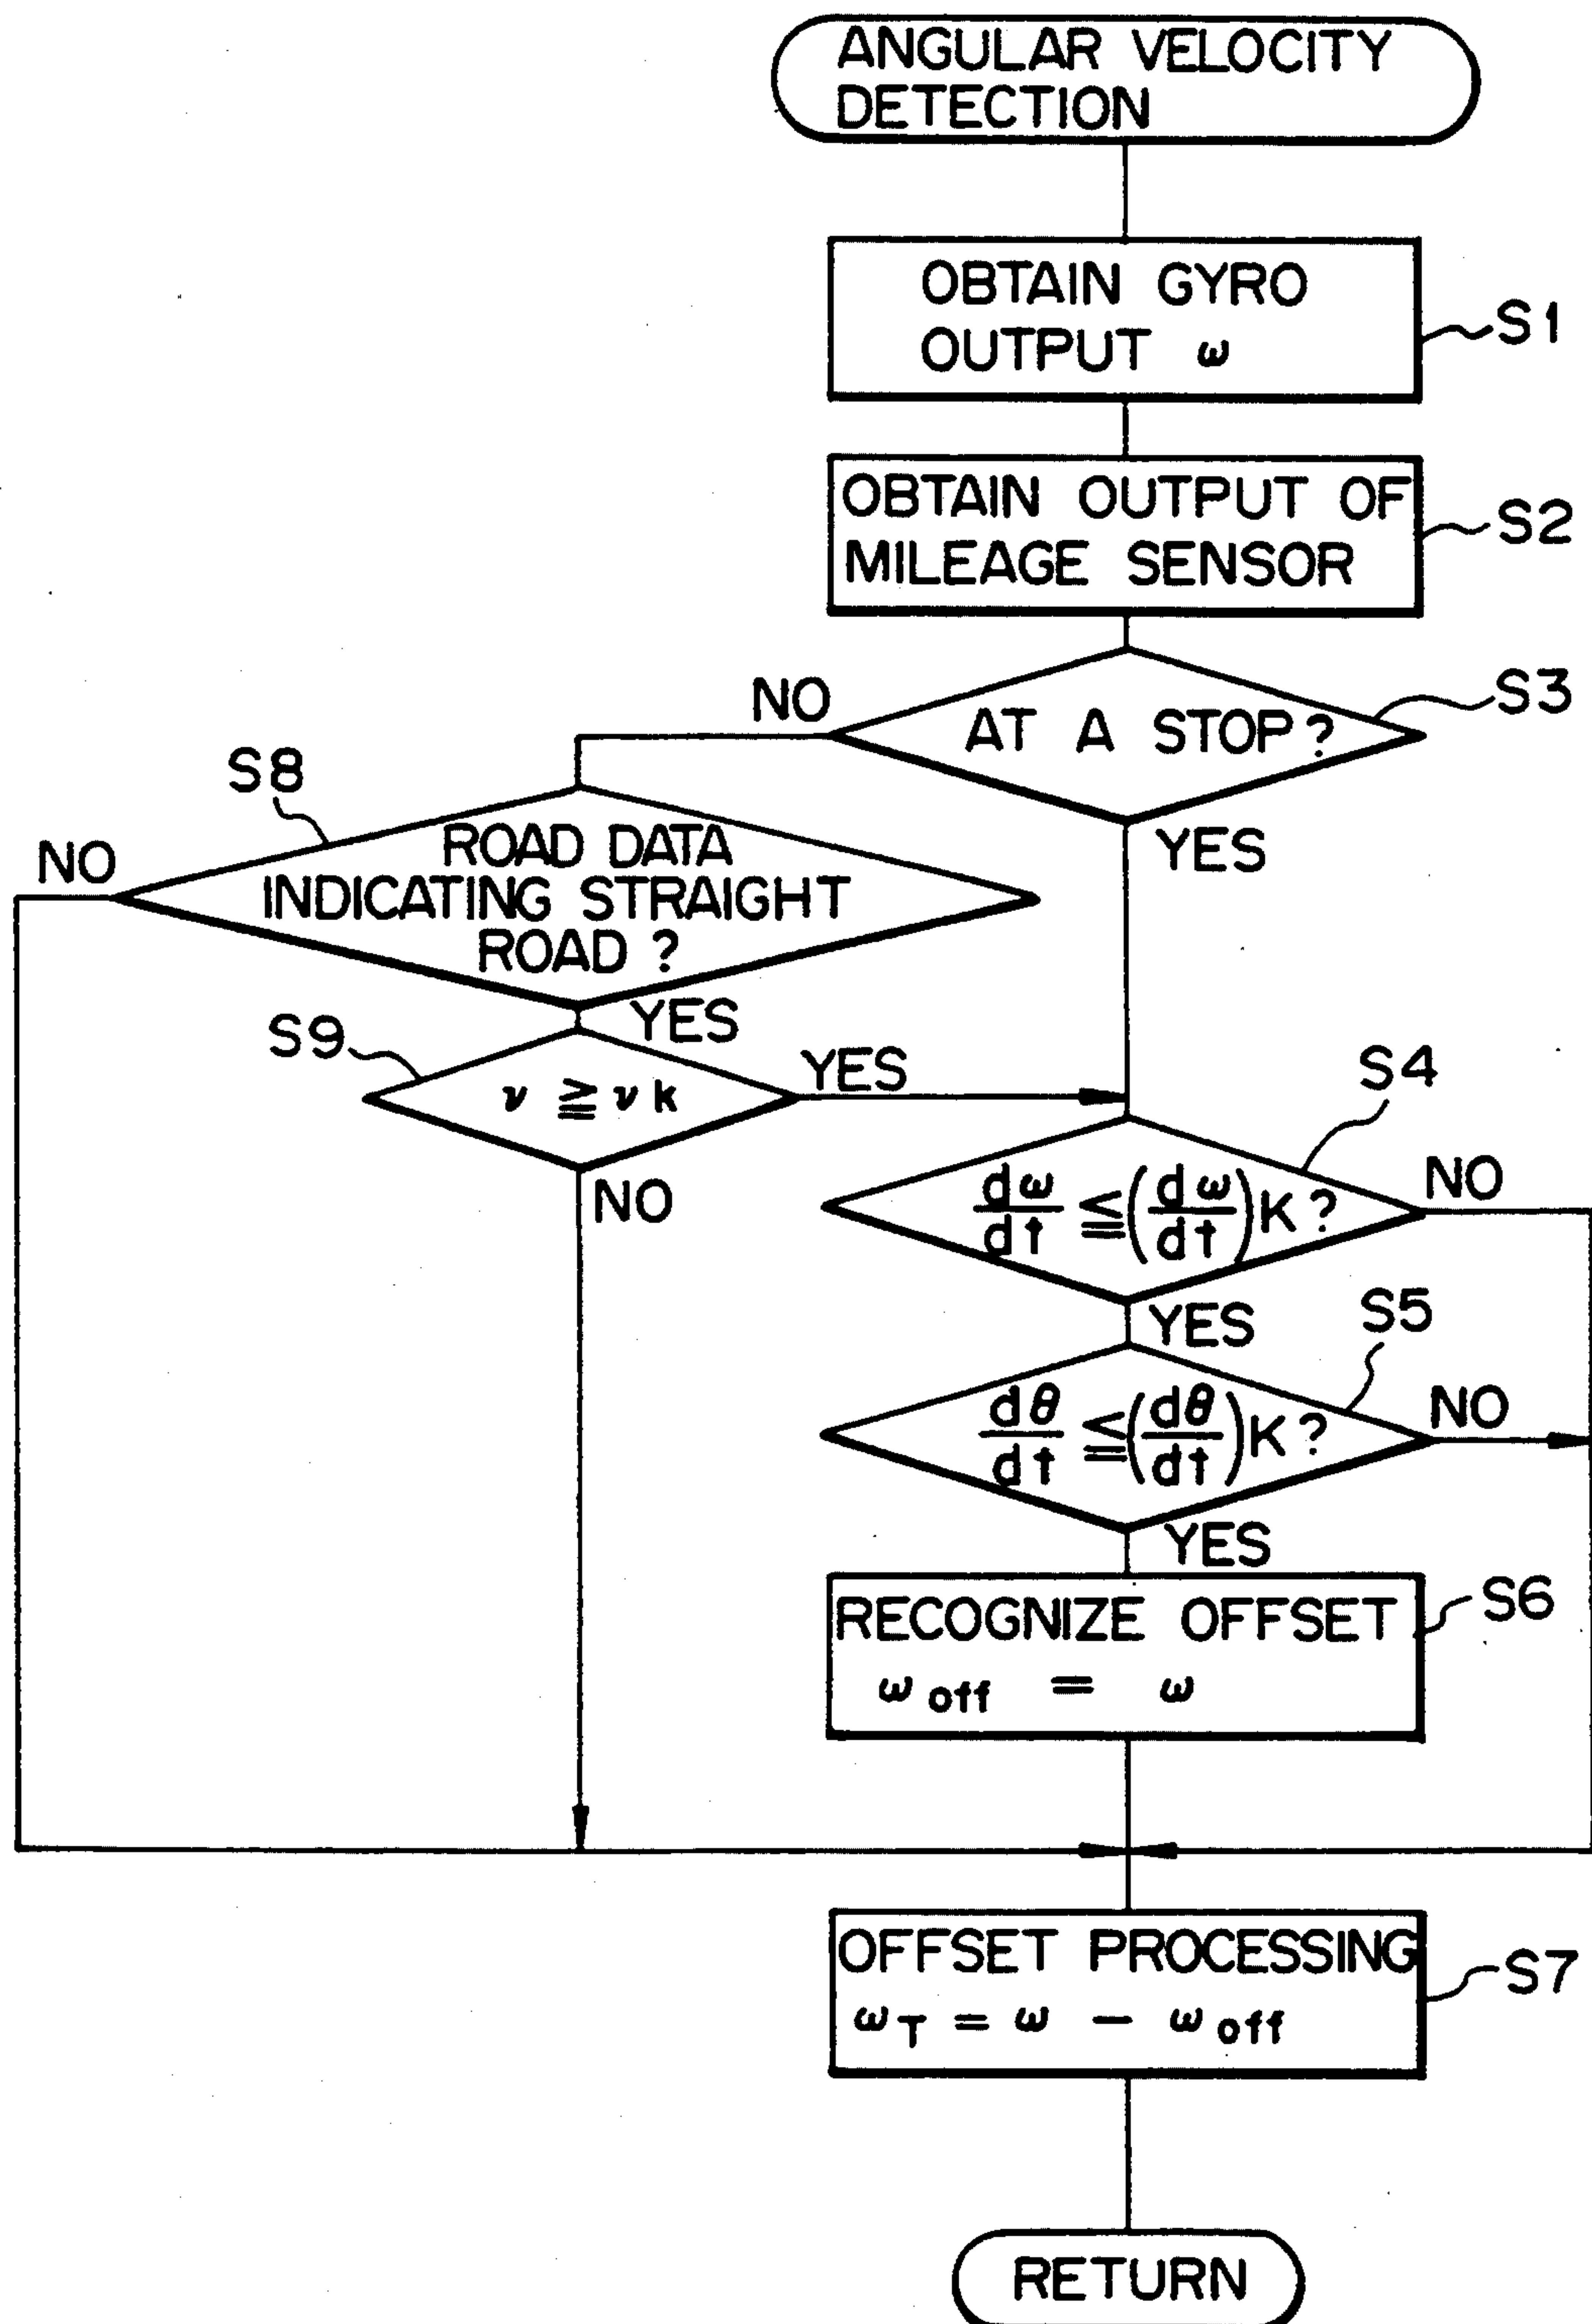 ANGULAR VELOCITY
DETECTION
OBTAIN GYRO
OUTPUT ω
S1
OBTAIN OUTPUT OF
MILEAGE SENSOR
S2
AT A STOP?
S3
NO
YES
S8
ROAD DATA
INDICATING STRAIGHT
ROAD ?
NO
YES
S9
ν ≧ νk
YES
NO
S4
dω/dt ≦ (dω/dt)K?
NO
YES
S5
dθ/dt ≦ (dθ/dt)K?
NO
YES
RECOGNIZE OFFSET
ω off = ω
S6
OFFSET PROCESSING
ω T = ω − ω off
S7
RETURN